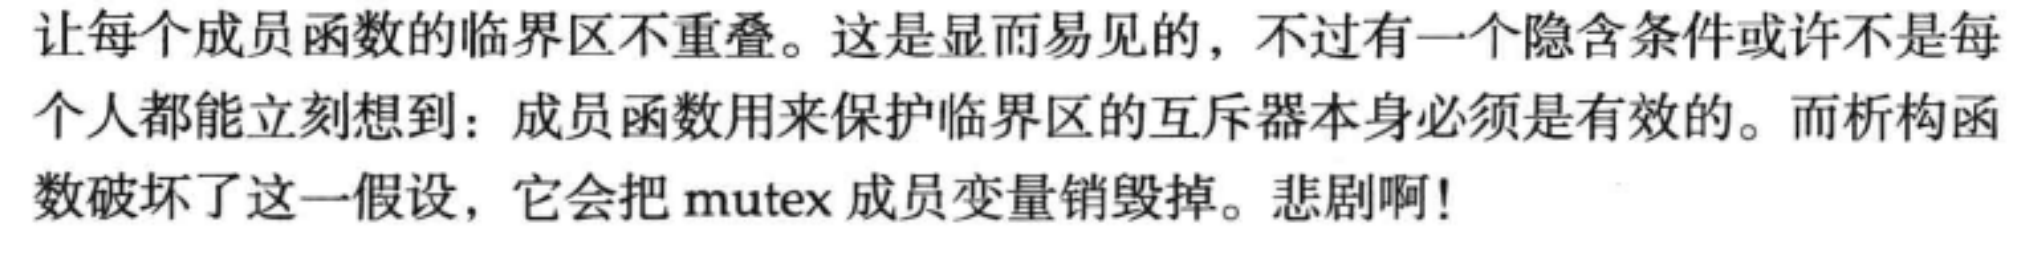 让每个成员函数的临界区不重叠。这是显而易见的，不过有一个隐含条件或许不是每
个人都能立刻想到：成员函数用来保护临界区的互斥器本身必须是有效的。而析构函
数破坏了这一假设，它会把 mutex 成员变量销毁掉。悲剧啊！